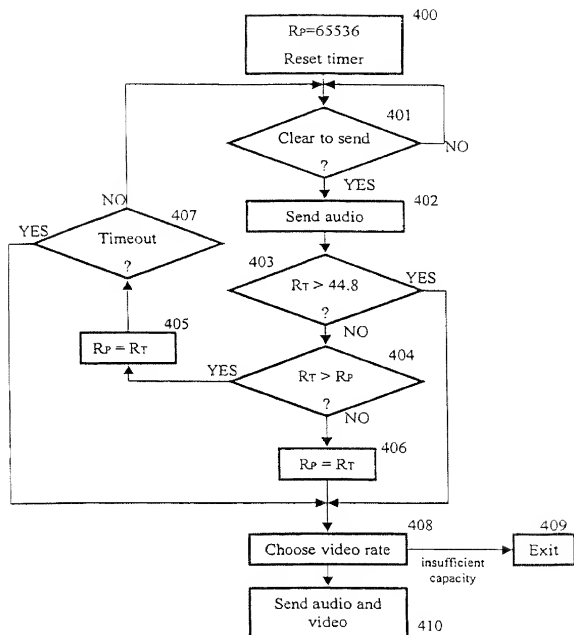 400
RP=65536
Reset timer
401
Clear to send
?
NO
YES
402
Send audio
NO
407
YES
Timeout
?
403
YES
RT > 44.8
?
NO
405
RP = RT
404
YES
RT > RP
?
NO
406
RP = RT
408
Choose video rate
409
Exit
insufficient
capacity
Send audio and
video
410